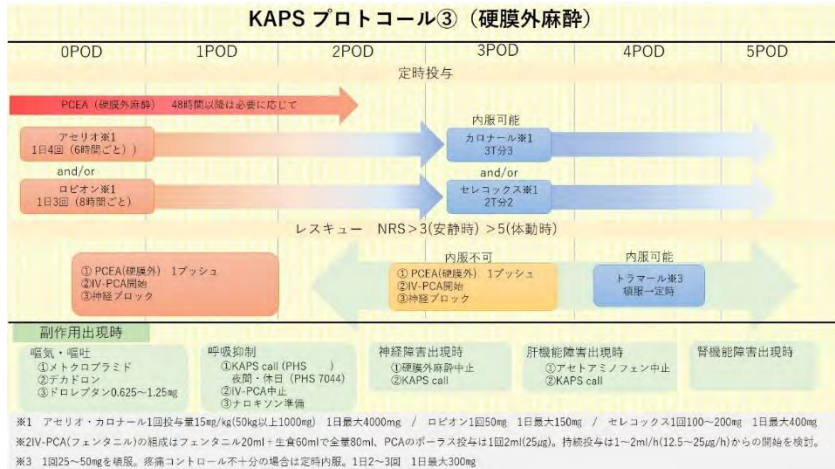 KAPS プロトコール③（硬膜外麻酔）
0POD 1POD 2POD 3POD 4POD 5POD
定時投与
PCEA（硬膜外麻酔） 48時間以降は必要に応じて
アセリオ※1
1日4回（6時間ごと））
and/or
ロピオン※1
1日3回（8時間ごと）
内服可能
カロナール※1
3T分3
and/or
セレコックス※1
2T分2
レスキュー NRS>3(安静時) >5(体動時)
① PCEA(硬膜外) 1プッシュ
②IV-PCA開始
③神経ブロック
内服不可
① PCEA(硬膜外) 1プッシュ
②IV-PCA開始
③神経ブロック
内服可能
トラマール※3
頓服→定時
副作用出現時
嘔気・嘔吐
①メトクロプラミド
②デカドロン
③ドロレプタン0.625～1.25㎎
呼吸抑制
①KAPS call (PHS )
夜間・休日（PHS 7044）
②IV-PCA中止
③ナロキソン準備
神経障害出現時
①硬膜外麻酔中止
②KAPS call
肝機能障害出現時
①アセトアミノフェン中止
②KAPS call
腎機能障害出現時
※1 アセリオ・カロナール1回投与量15㎎/kg(50kg以上1000mg) 1日最大4000mg / ロピオン1回50mg 1日最大150mg / セレコックス1回100～200mg 1日最大400mg
※2IV-PCA(フェンタニル)の組成はフェンタニル20ml＋生食60mlで全量80ml、PCAのボーラス投与は1回2ml(25μg)。持続投与は1～2ml/h(12.5～25μg/h)からの開始を検討。
※3 1回25～50mgを頓服。疼痛コントロール不十分の場合は定時内服。1日2～3回 1日最大300mg